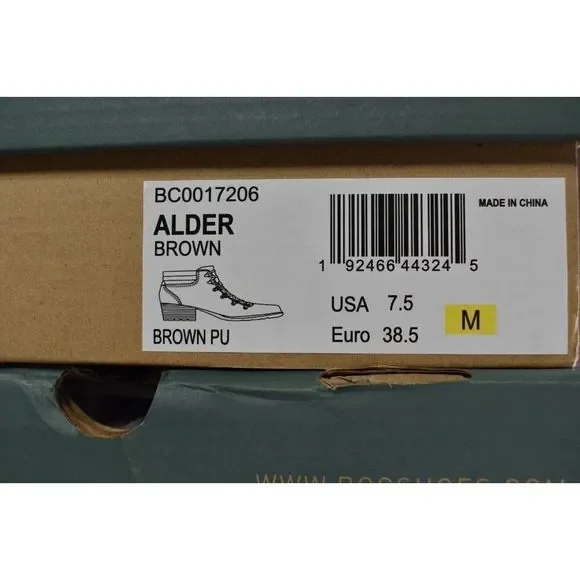 BC0017206
ALDER
BROWN
BROWN PU
MADE IN CHINA
1 92466 44324 5
USA 7.5
Euro 38.5
M